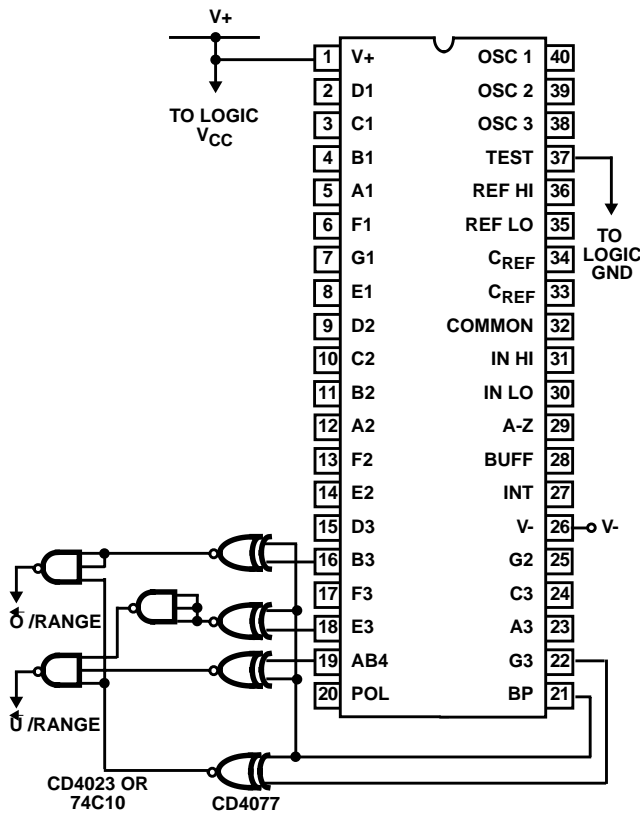 V+
1 V+ OSC 1 40
2 D1 OSC 2 39
TO LOGIC
VCC
3 C1 OSC 3 38
4 B1 TEST 37
5 A1 REF HI 36
6 F1 REF LO 35
TO
LOGIC
GND
7 G1 CREF 34
8 E1 CREF 33
9 D2 COMMON 32
10 C2 IN HI 31
11 B2 IN LO 30
12 A2 A-Z 29
13 F2 BUFF 28
14 E2 INT 27
15 D3 V- 26 V-
16 B3 G2 25
O /RANGE
17 F3 C3 24
18 E3 A3 23
19 AB4 G3 22
20 POL BP 21
U /RANGE
CD4023 OR
74C10
CD4077